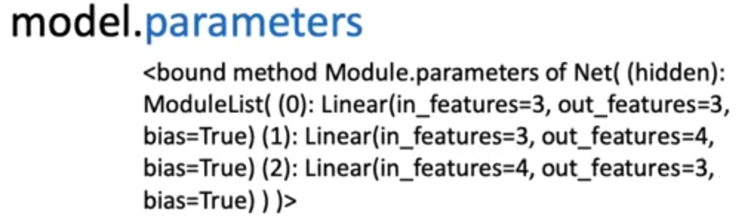 model.parameters
<bound method Module.parameters of Net( (hidden):
ModuleList( (0): Linear(in_features=3, out_features=3,
bias=True) (1): Linear(in_features=3, out_features=4,
bias=True) (2): Linear(in_features=4, out_features=3,
bias=True) ) )>